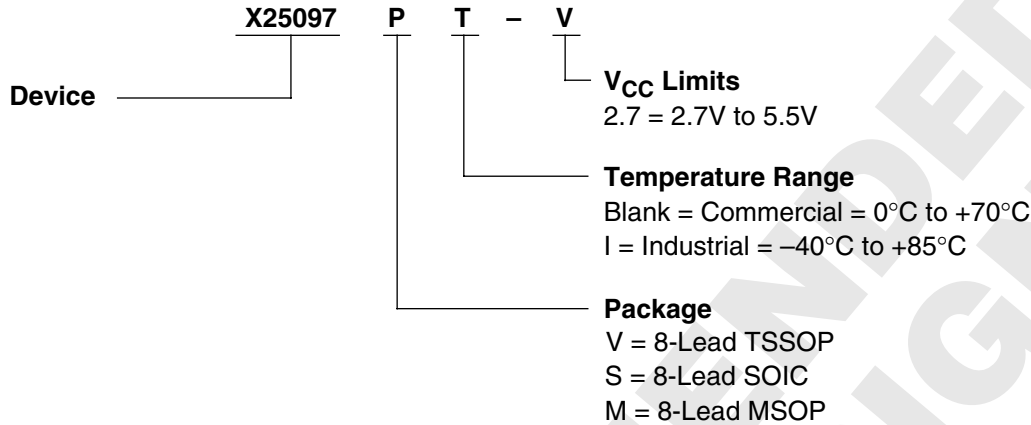 X25097 P T – V
Device
VCC Limits
2.7 = 2.7V to 5.5V
Temperature Range
Blank = Commercial = 0°C to +70°C
I = Industrial = –40°C to +85°C
Package
V = 8-Lead TSSOP
S = 8-Lead SOIC
M = 8-Lead MSOP